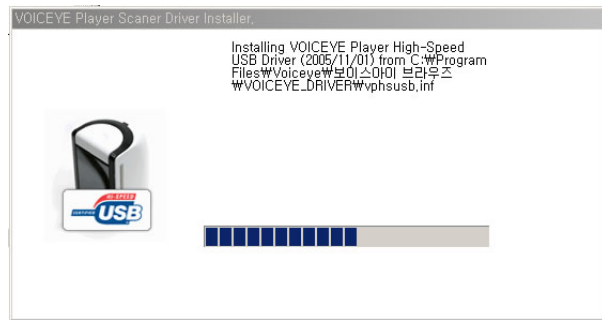 VOICEYE Player Scaner Driver Installer,
Installing VOICEYE Player High-Speed
USB Driver (2005/11/01) from C:₩Program
Files₩Voiceye₩보이스아이 브라우즈
₩VOICEYE_DRIVER₩vphsusb,inf
HI-SPEED
CERTIFIED
USB